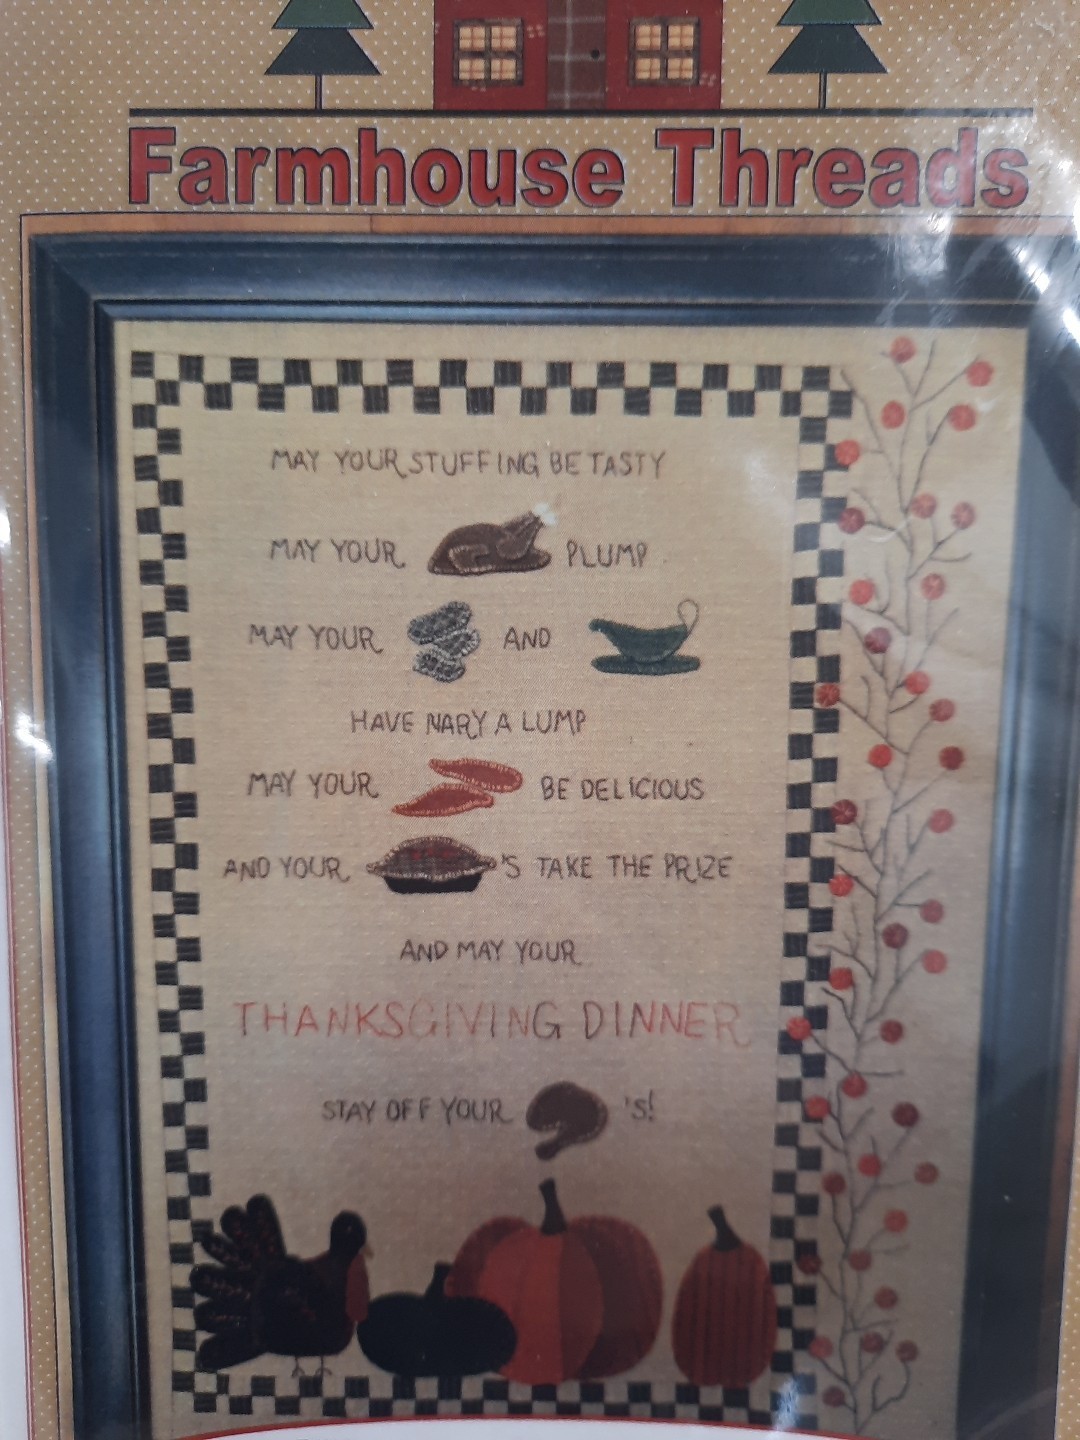 Farmhouse Threads
MAY YOUR STUFFING BE TASTY
MAY YOUR PLUMP
MAY YOUR AND
HAVE NARY A LUMP
MAY YOUR BE DELICIOUS
AND YOUR 'S TAKE THE PRIZE
AND MAY YOUR
THANKSGIVING DINNER
STAY OFF YOUR 'S!